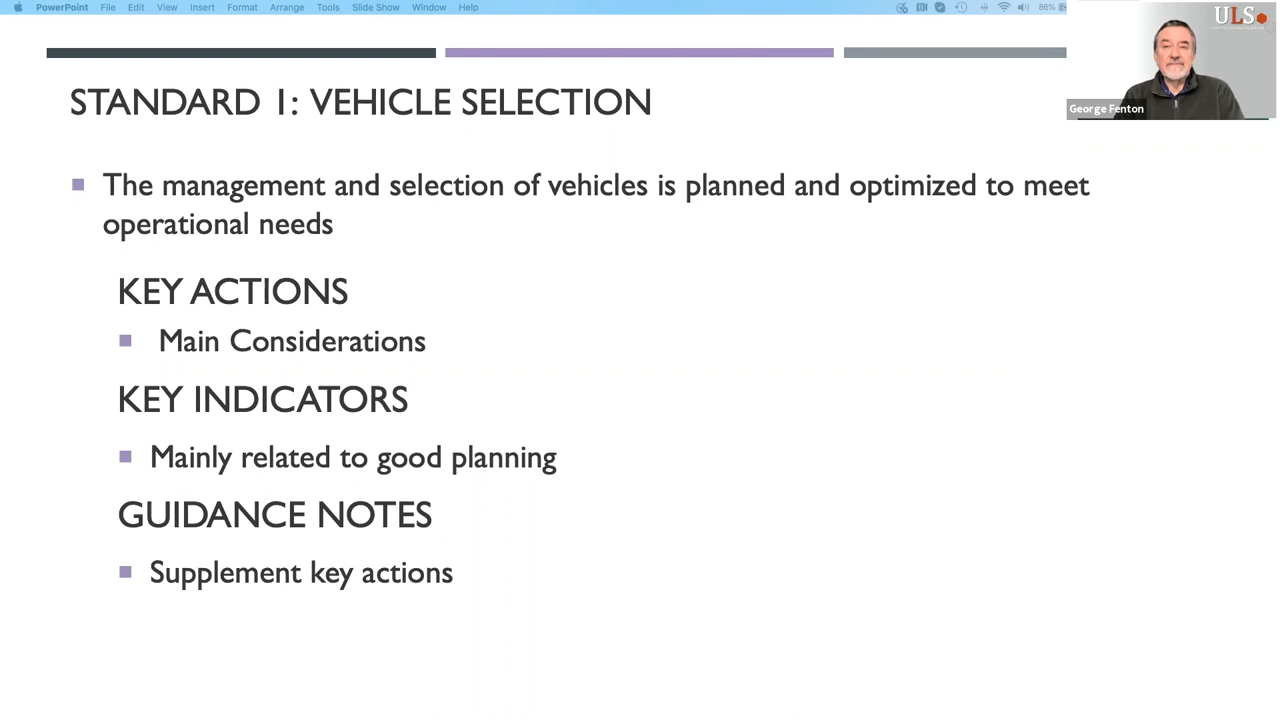 PowerPoint File Edit View Insert Format Arrange Tools Slide Show Window Help 86%
ULS
George Fenton
STANDARD 1: VEHICLE SELECTION
The management and selection of vehicles is planned and optimized to meet
operational needs
KEY ACTIONS
Main Considerations
KEY INDICATORS
Mainly related to good planning
GUIDANCE NOTES
Supplement key actions